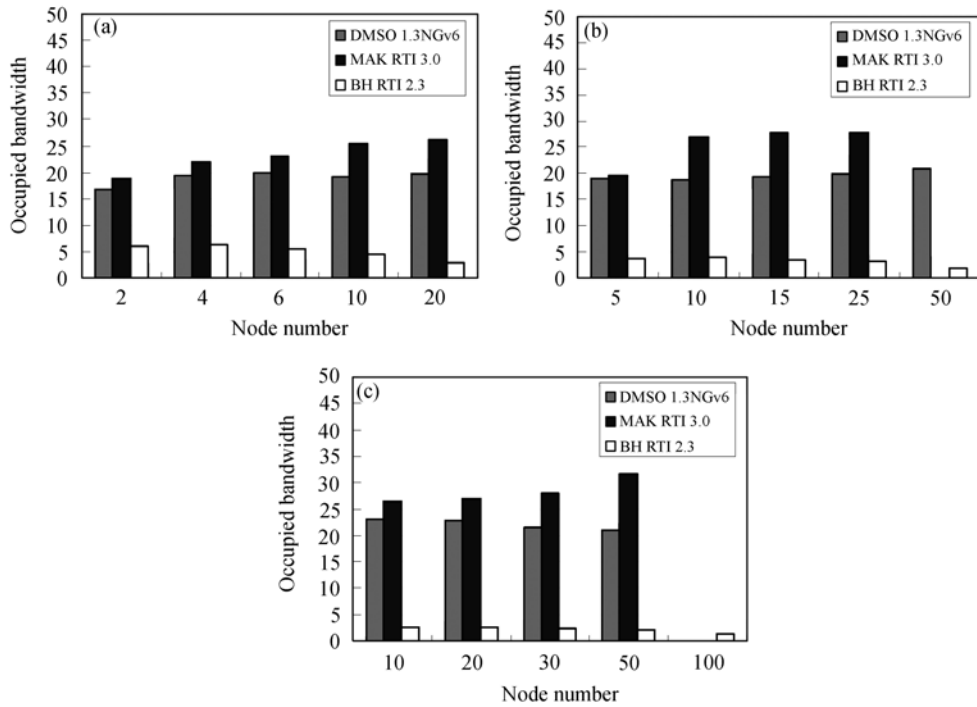 (a)
DMSO 1.3NGv6
MAK RTI 3.0
BH RTI 2.3
Occupied bandwidth
50
45
40
35
30
25
20
15
10
5
0
2 4 6 10 20
Node number
(b)
DMSO 1.3NGv6
MAK RTI 3.0
BH RTI 2.3
Occupied bandwidth
50
45
40
35
30
25
20
15
10
5
0
5 10 15 25 50
Node number
(c)
DMSO 1.3NGv6
MAK RTI 3.0
BH RTI 2.3
Occupied bandwidth
50
45
40
35
30
25
20
15
10
5
0
10 20 30 50 100
Node number